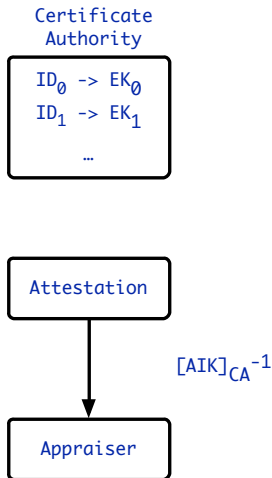 Certificate
Authority
ID₀ -> EK₀
ID₁ -> EK₁
…
Attestation
[AIK]CA⁻¹
Appraiser